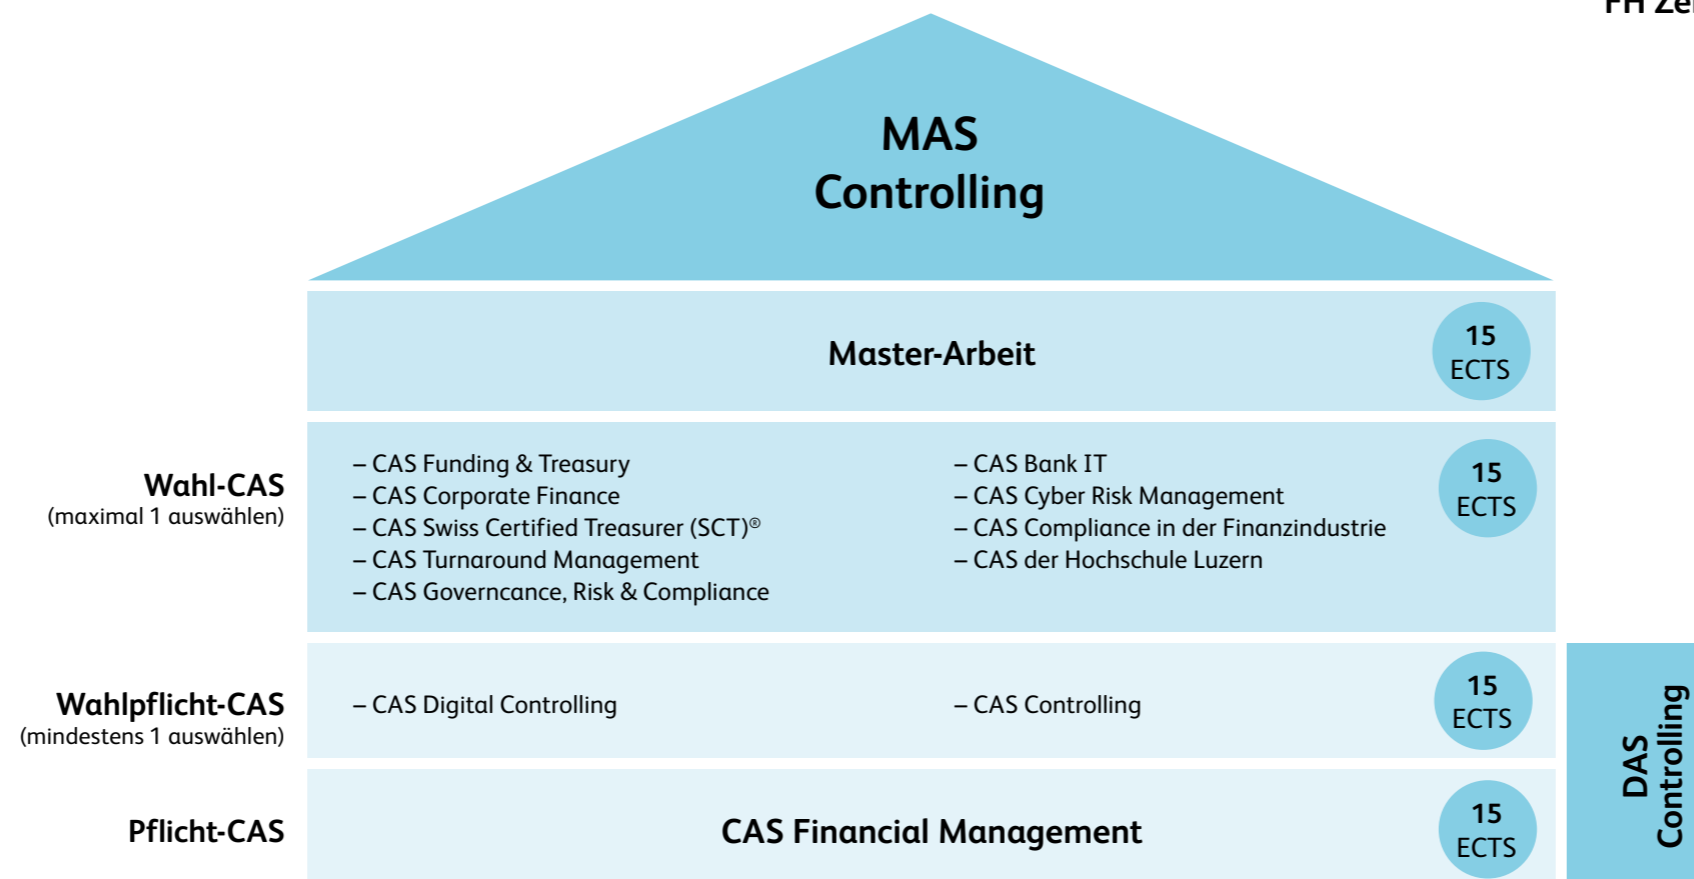 FH
MAS
Controlling
Master-Arbeit
15
ECTS
Wahl-CAS
(maximal 1 auswählen)
– CAS Funding & Treasury
– CAS Corporate Finance
– CAS Swiss Certified Treasurer (SCT)®
– CAS Turnaround Management
– CAS Governcance, Risk & Compliance
– CAS Bank IT
– CAS Cyber Risk Management
– CAS Compliance in der Finanzindustrie
– CAS der Hochschule Luzern
15
ECTS
Wahlpflicht-CAS
(mindestens 1 auswählen)
– CAS Digital Controlling
– CAS Controlling
15
ECTS
Pflicht-CAS
CAS Financial Management
15
ECTS
DAS
Controlling